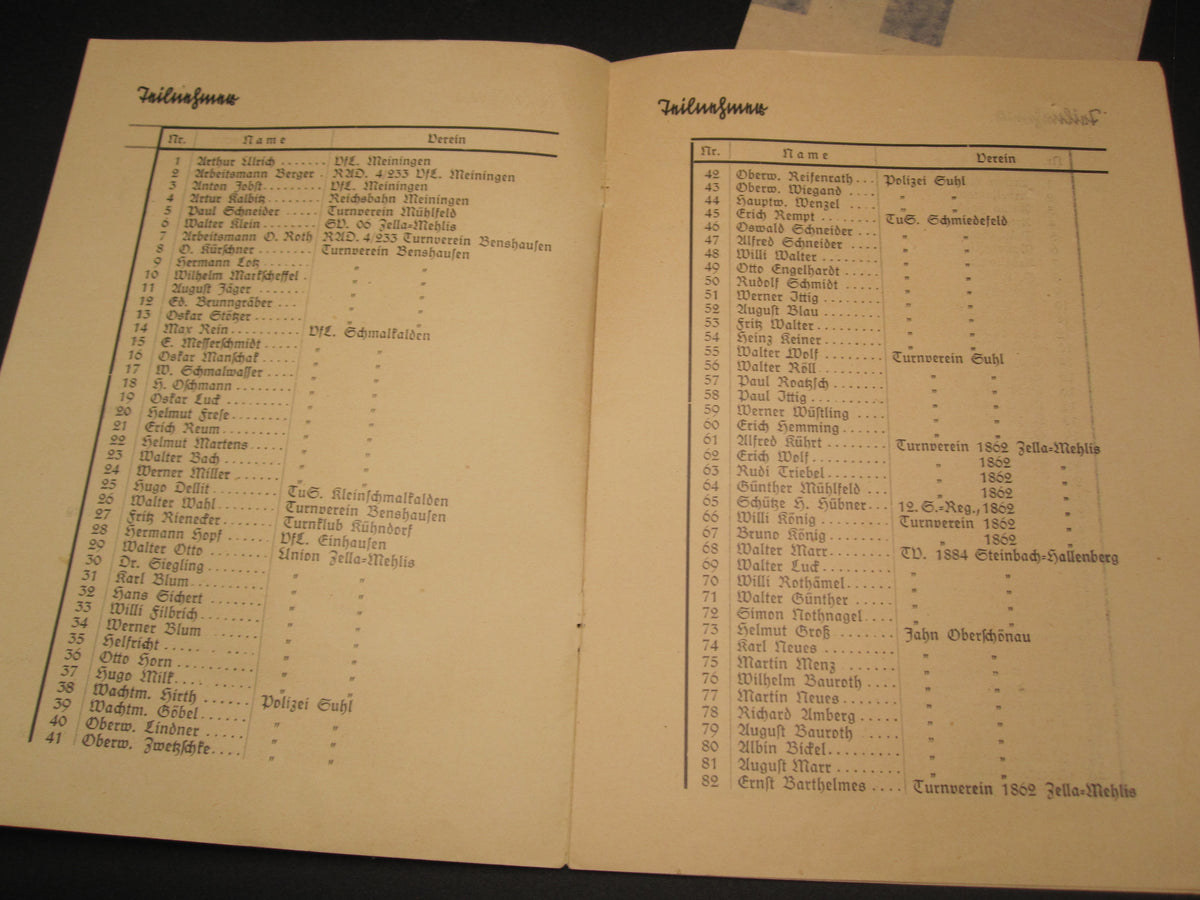 Teilnehmer
Nr. Name Verein
1 Arthur Ulrich ....... VfL. Meiningen
2 Arbeitsmann Berger . RAD. 4/233 VfL. Meiningen
3 Anton Jobst......... VfL. Meiningen
4 Artur Kalbitz ....... Reichsbahn Meiningen
5 Paul Schneider ..... Turnverein Mühlfeld
6 Walter Klein ........ SV. 06 Zella-Mehlis
7 Arbeitsmann O. Roth RAD. 4/233 Turnverein Benshausen
8 O. Kürschner ....... Turnverein Benshausen
9 Hermann Lotz ...... " "
10 Wilhelm Markscheffel . " "
11 August Jäger ....... " "
12 Ed. Brunngräber ... " "
13 Oskar Stötzer ....... " "
14 Max Rein.......... VfL. Schmalkalden
15 E. Messerschmidt .... " "
16 Oskar Manschak .... " "
17 W. Schmalwasser ... " "
18 H. Oschmann ........ " "
19 Oskar Luck ........ " "
20 Helmut Frese....... " "
21 Erich Reum........ " "
22 Helmut Martens..... " "
23 Walter Bach ........ " "
24 Werner Miller ...... " "
25 Hugo Dellit......... TuS. Kleinschmalkalden
26 Walter Wahl........ Turnverein Benshausen
27 Fritz Rienecker...... Turnklub Kühndorf
28 Hermann Hopf ..... VfL. Einhausen
29 Walter Otto ........ Union Zella-Mehlis
30 Dr. Siegling ........ " "
31 Karl Blum.......... " "
32 Hans Sichert ....... " "
33 Willi Filbrich....... " "
34 Werner Blum ...... " "
35 Helfricht........... " "
36 Otto Horn ......... " "
37 Hugo Milk......... " "
38 Wachtm. Hirth ..... Polizei Suhl
39 Wachtm. Göbel..... " "
40 Oberw. Lindner .... " "
41 Oberw. Zwetzschke.... " "
Teilnehmer
Nr. Name Verein
42 Oberw. Reifenrath... Polizei Suhl
43 Oberw. Wiegand .... " "
44 Hauptw. Wenzel ... " "
45 Erich Rempt ....... TuS. Schmiedefeld
46 Oswald Schneider ... " "
47 Alfred Schneider .... " "
48 Willi Walter ....... " "
49 Otto Engelhardt ..... " "
50 Rudolf Schmidt ..... " "
51 Werner Ittig ........ " "
52 August Blau ....... " "
53 Fritz Walter ........ " "
54 Heinz Keiner........ " "
55 Walter Wolf ....... Turnverein Suhl
56 Walter Röll........ " "
57 Paul Roatzsch ...... " "
58 Paul Ittig .......... " "
59 Werner Wüstling .... " "
60 Erich Hemming..... " "
61 Alfred Kührt ....... Turnverein 1862 Zella-Mehlis
62 Erich Wolf......... " 1862 "
63 Rudi Triebel........ " 1862 "
64 Günther Mühlfeld ... " 1862 "
65 Schütze H. Hübner... 12. S.-Reg., 1862 "
66 Willi König ........ Turnverein 1862 "
67 Bruno König ....... " 1862 "
68 Walter Marr....... TV. 1884 Steinbach-Hallenberg
69 Walter Luck........ " "
70 Willi Rothämel..... " "
71 Walter Günther ..... " "
72 Simon Nothnagel.... " "
73 Helmut Groß ....... Jahn Oberschönau
74 Karl Neues......... " "
75 Martin Menz ....... " "
76 Wilhelm Bauroth .... " "
77 Martin Neues....... " "
78 Richard Amberg .... " "
79 August Bauroth ..... " "
80 Albin Bickel........ " "
81 August Marr ....... " "
82 Ernst Barthelmes .... Turnverein 1862 Zella-Mehlis